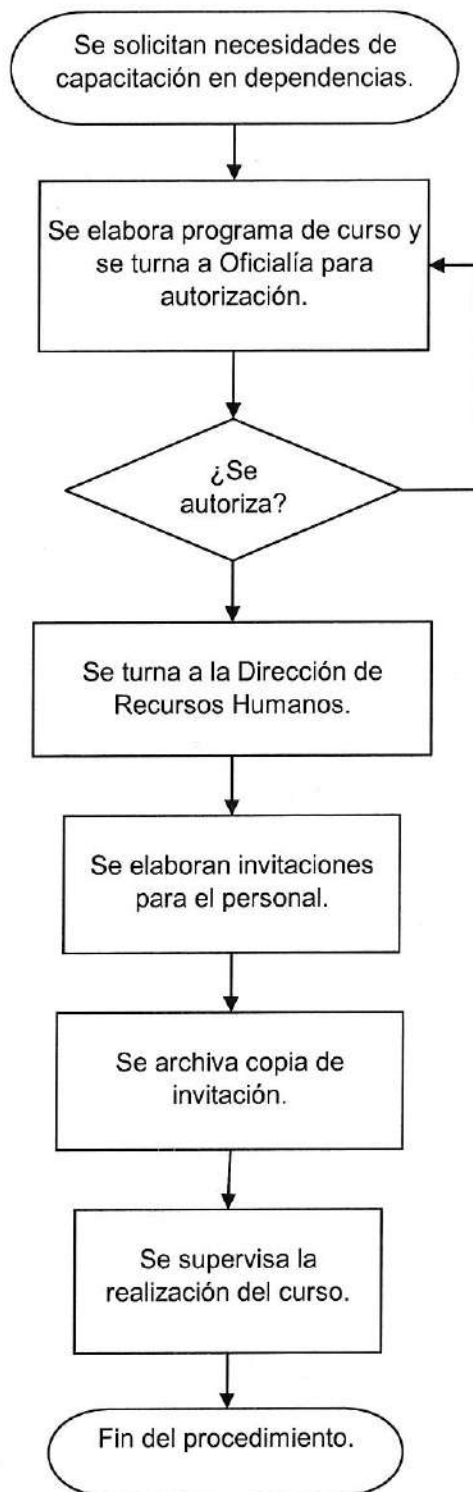 Se solicitan necesidades de
capacitación en dependencias.
Se elabora programa de curso y
se turna a Oficialía para
autorización.
¿Se
autoriza?
Se turna a la Dirección de
Recursos Humanos.
Se elaboran invitaciones
para el personal.
Se archiva copia de
invitación.
Se supervisa la
realización del curso.
Fin del procedimiento.